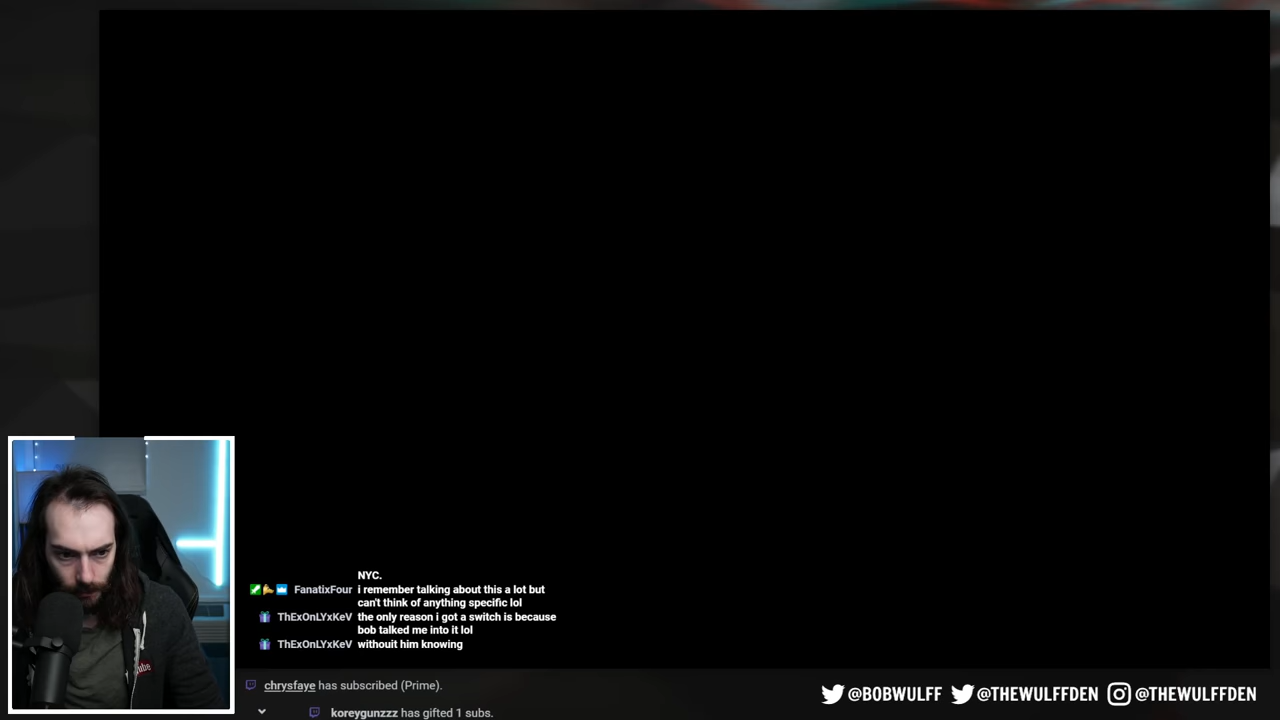 NYC.
FanatixFour i remember talking about this a lot but
can't think of anything specific lol
ThExOnLYxKeV the only reason i got a switch is because
bob talked me into it lol
ThExOnLYxKeV withouit him knowing
chrysfaye has subscribed (Prime).
koreygunzzz has gifted 1 subs.
@BOBWULFF @THEWULFFDEN @THEWULFFDEN